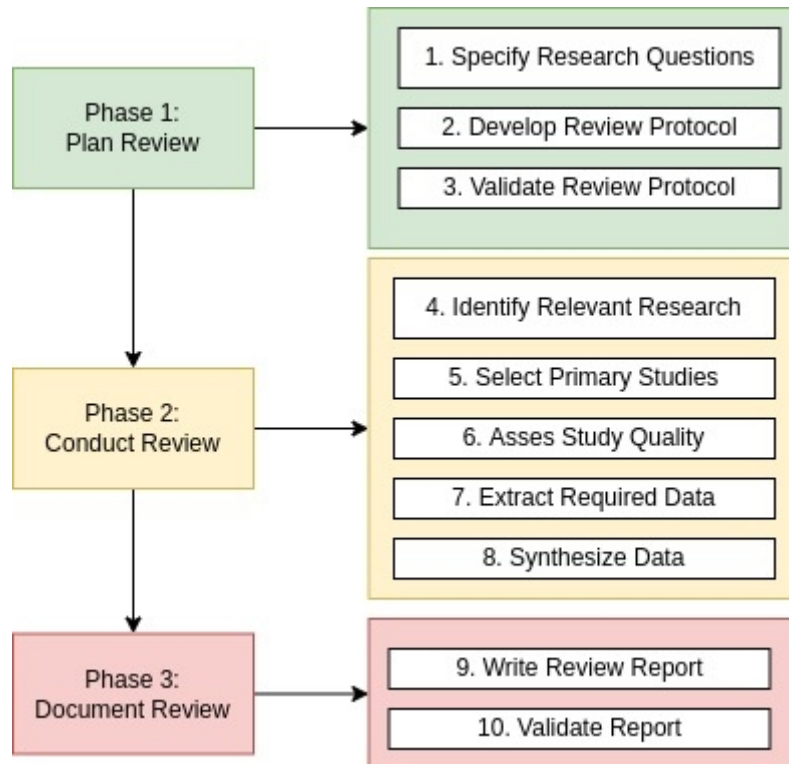 Phase 1:
Plan Review
1. Specify Research Questions
2. Develop Review Protocol
3. Validate Review Protocol
Phase 2:
Conduct Review
4. Identify Relevant Research
5. Select Primary Studies
6. Asses Study Quality
7. Extract Required Data
8. Synthesize Data
Phase 3:
Document Review
9. Write Review Report
10. Validate Report